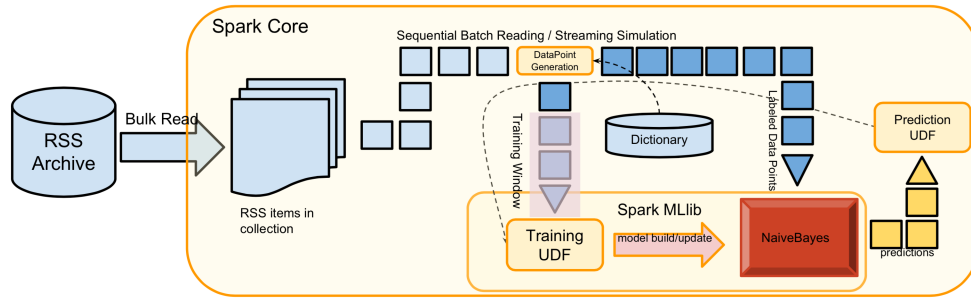 Spark Core
Sequential Batch Reading / Streaming Simulation
DataPoint
Generation
RSS
Archive
Bulk Read
RSS items in
collection
Training Window
Dictionary
Labeled Data Points
Prediction
UDF
Spark MLlib
Training
UDF
model build/update
NaiveBayes
predictions